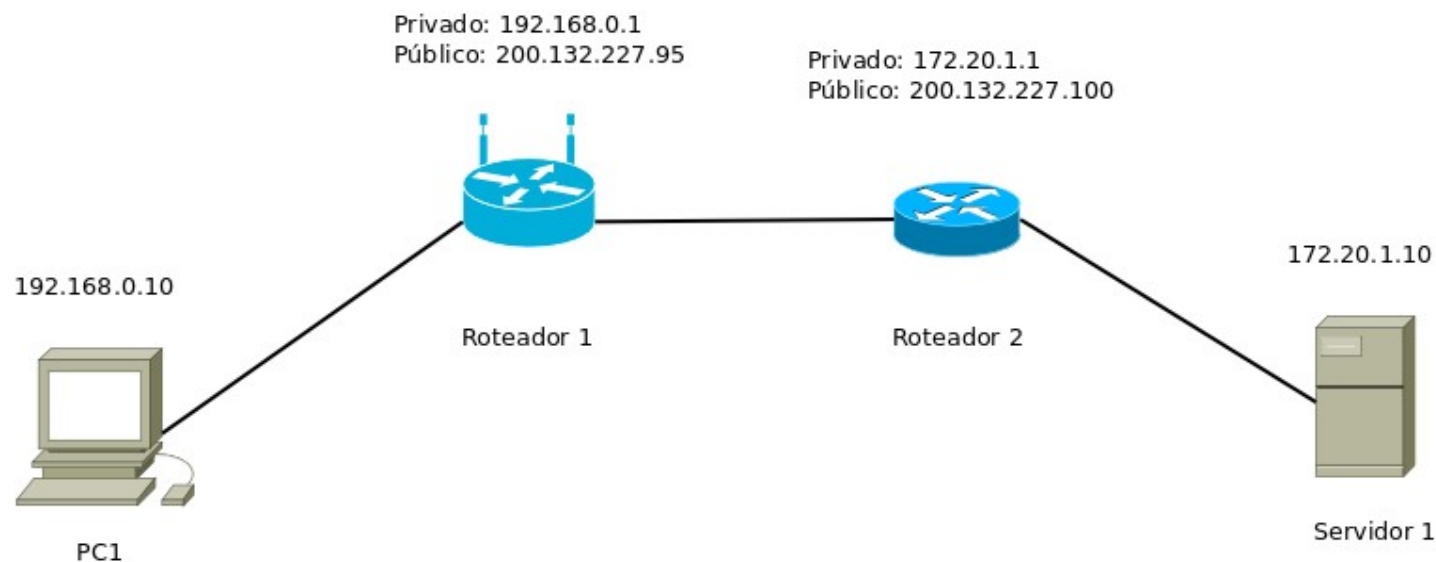 Privado: 192.168.0.1
Público: 200.132.227.95
Privado: 172.20.1.1
Público: 200.132.227.100
172.20.1.10
192.168.0.10
Roteador 1
Roteador 2
Servidor 1
PC1